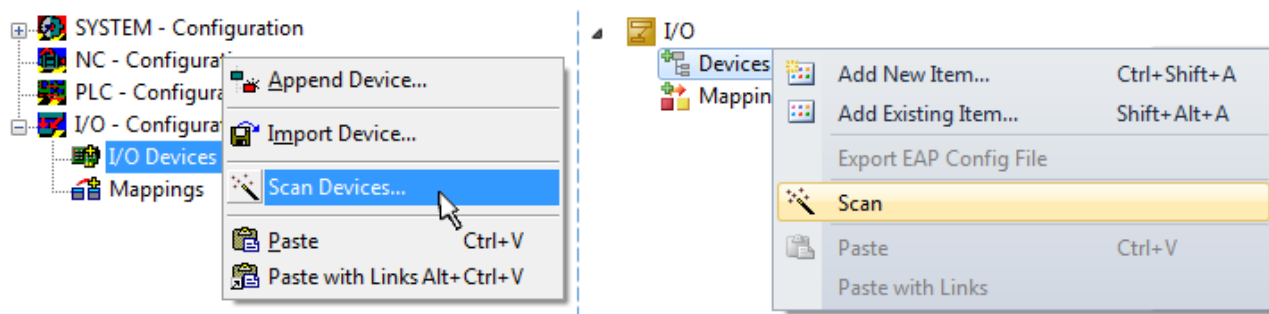 SYSTEM - Configuration
NC - Configurat
PLC - Configura
I/O - Configurat
I/O Devices
Mappings
Append Device...
Import Device...
Scan Devices...
Paste Ctrl+V
Paste with Links Alt+Ctrl+V
I/O
Devices
Mappin
Add New Item... Ctrl+Shift+A
Add Existing Item... Shift+Alt+A
Export EAP Config File
Scan
Paste Ctrl+V
Paste with Links